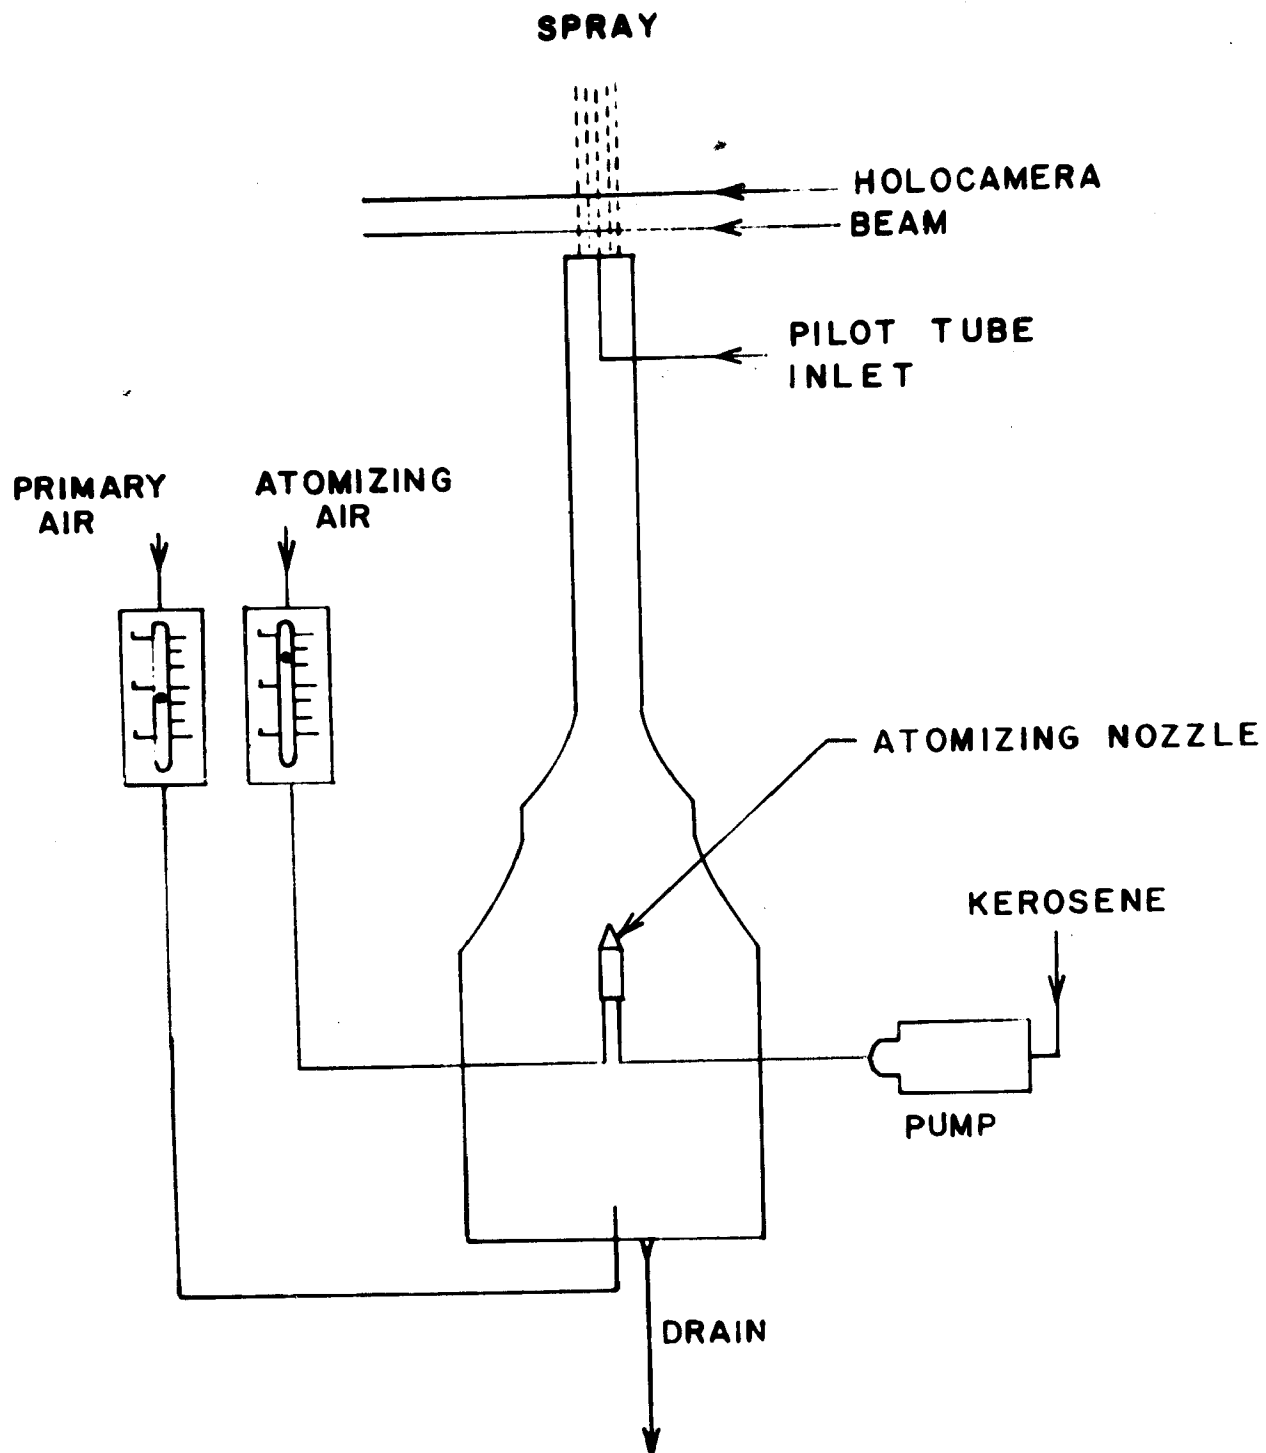 SPRAY
HOLOCAMERA
BEAM
PILOT TUBE
INLET
PRIMARY
AIR
ATOMIZING
AIR
ATOMIZING NOZZLE
KEROSENE
PUMP
DRAIN